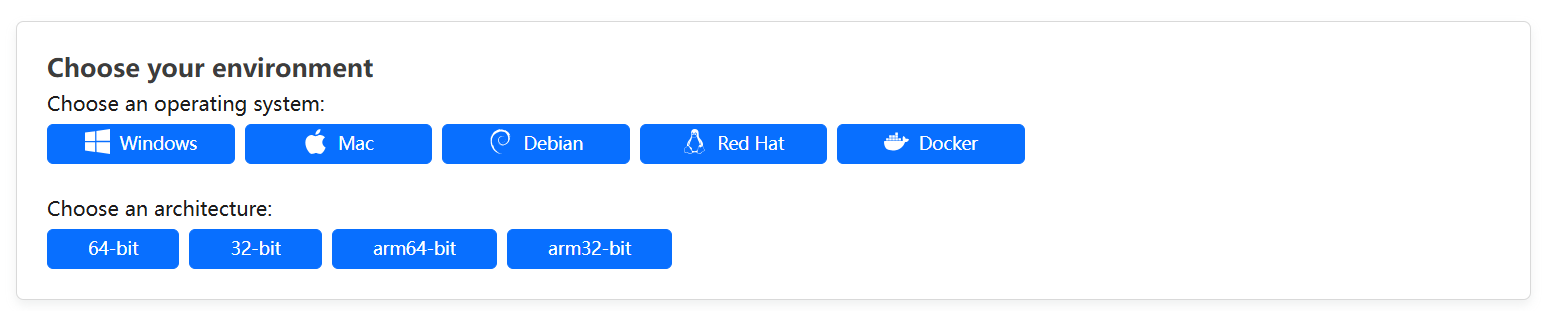 Choose your environment
Choose an operating system:
Windows Mac Debian Red Hat Docker
Choose an architecture:
64-bit 32-bit arm64-bit arm32-bit